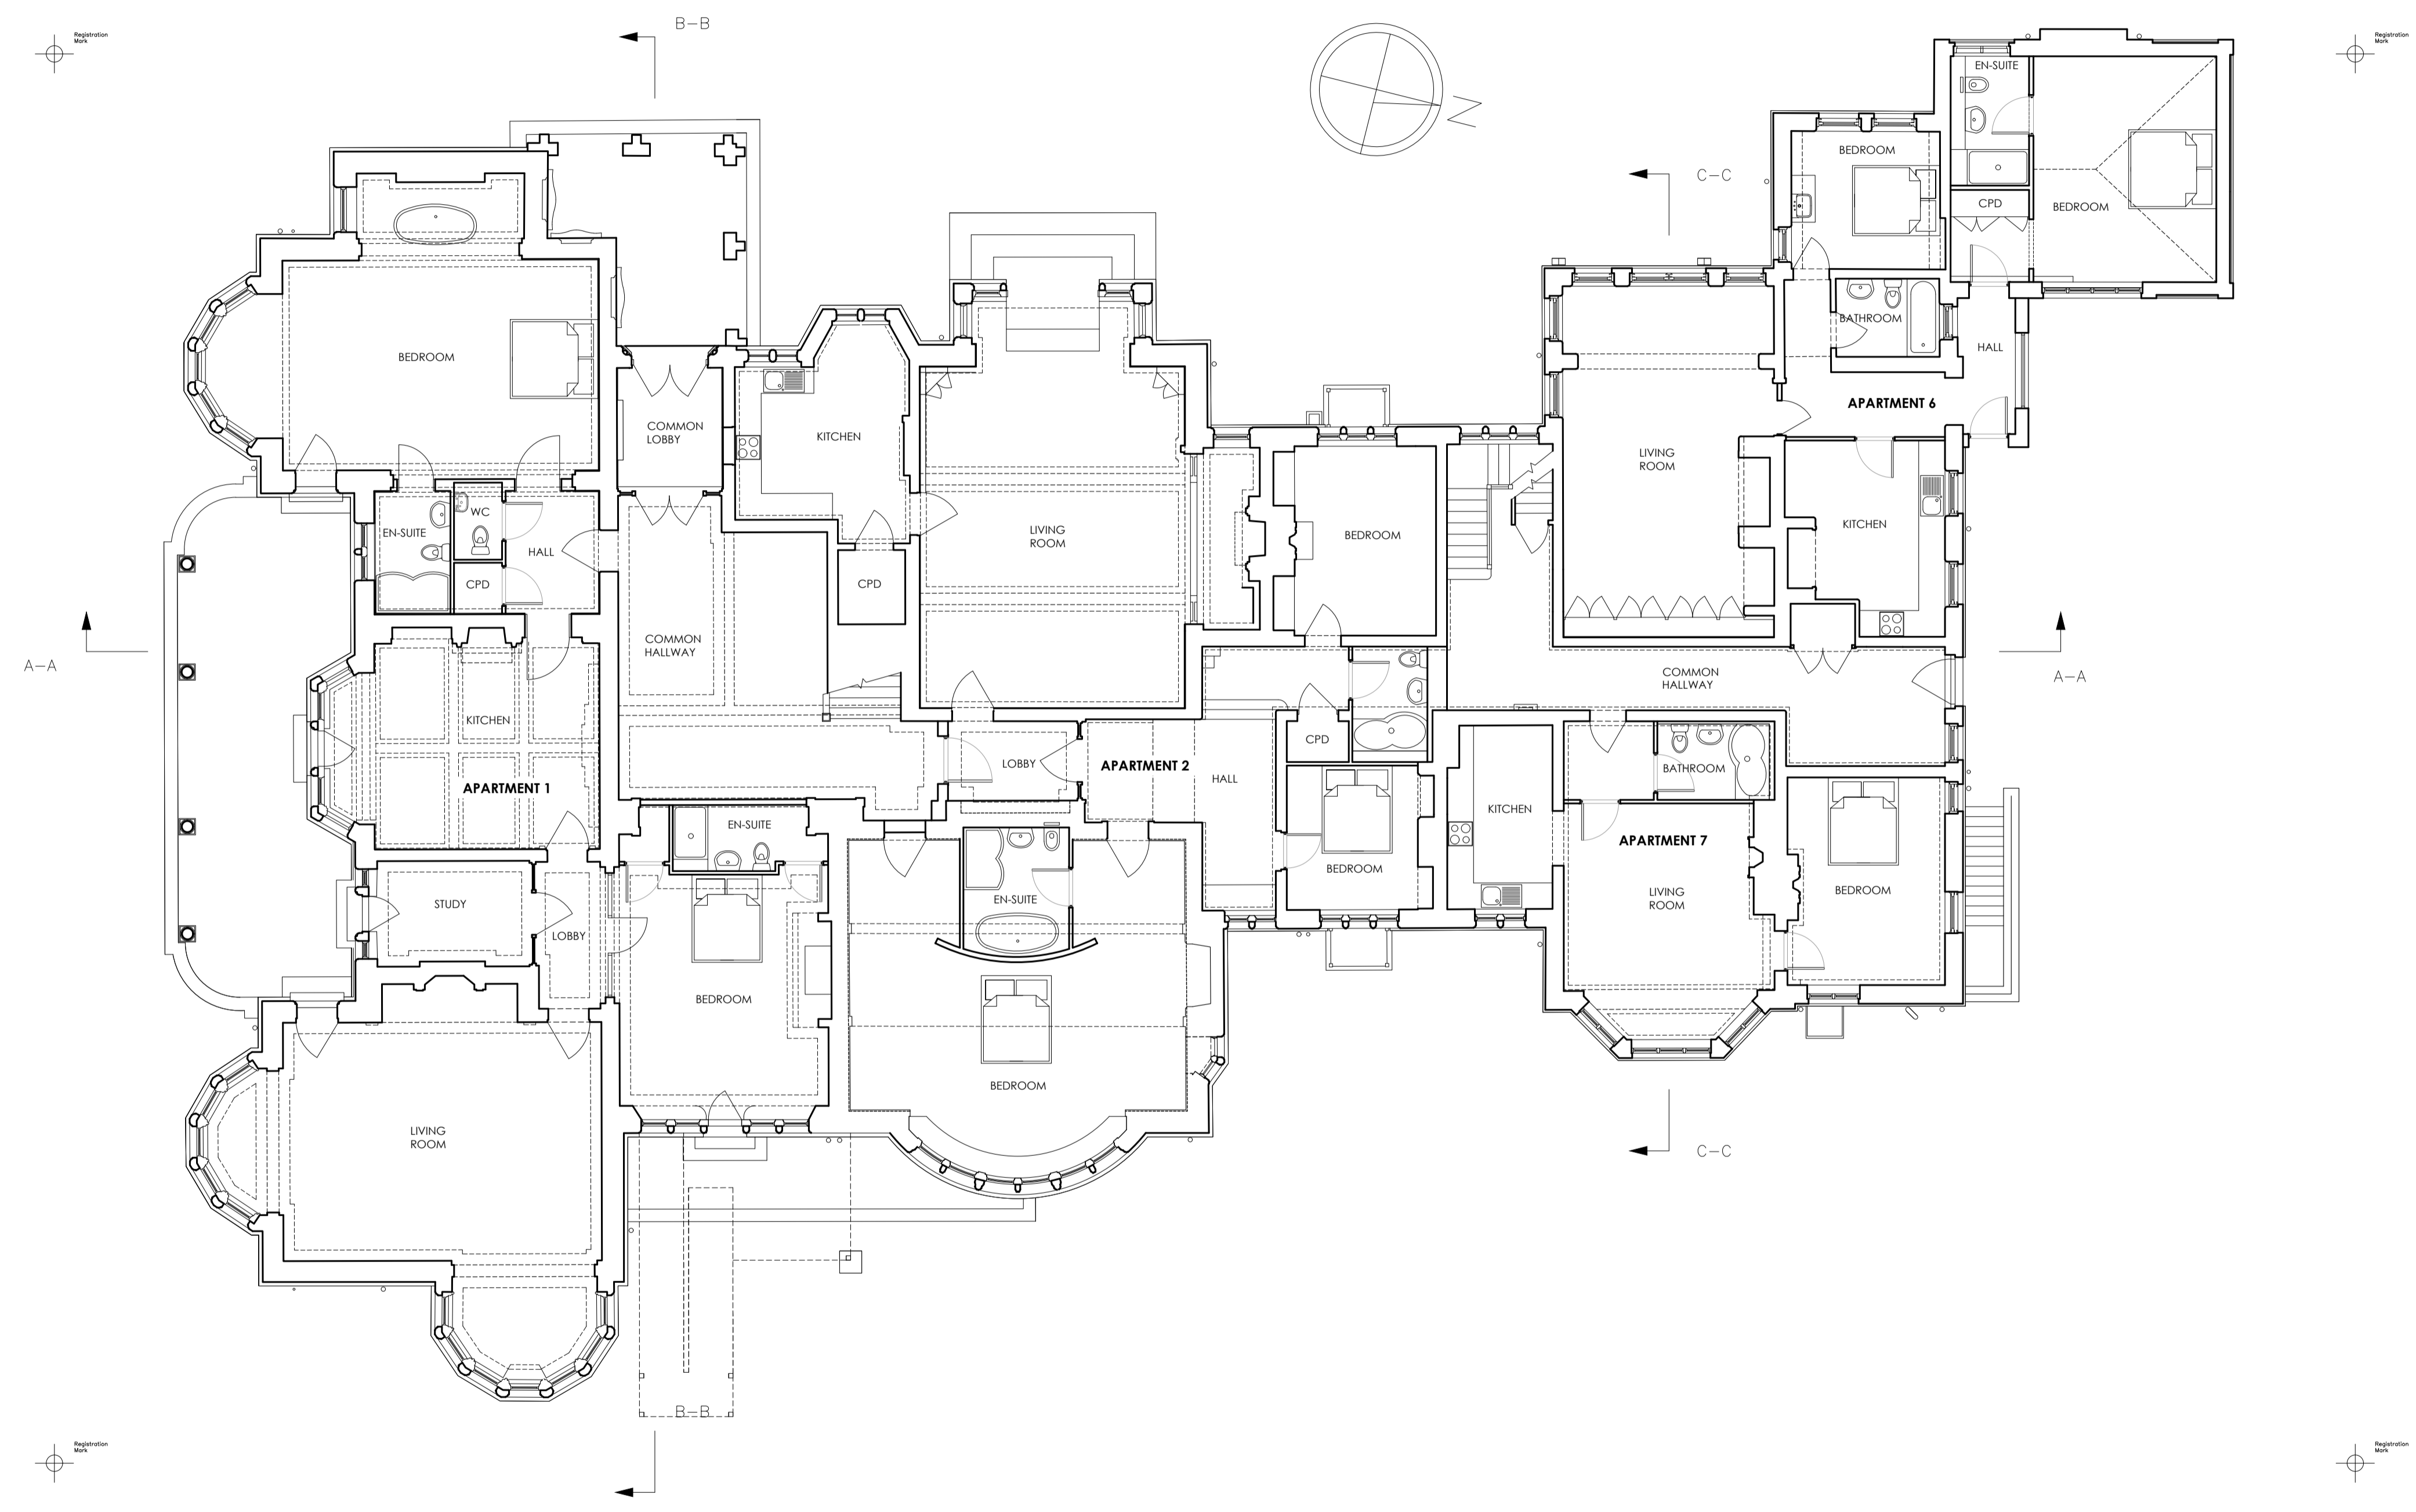 B-B
Registration
Mark
Registration
Mark
N
EN-SUITE
BEDROOM
C-C
CPD
BEDROOM
BATHROOM
HALL
BEDROOM
APARTMENT 6
COMMON
LOBBY
KITCHEN
LIVING
ROOM
WC
EN-SUITE
HALL
LIVING
ROOM
BEDROOM
KITCHEN
CPD
CPD
COMMON
HALLWAY
A-A
COMMON
HALLWAY
A-A
KITCHEN
CPD
LOBBY
APARTMENT 2
HALL
BATHROOM
APARTMENT 1
KITCHEN
EN-SUITE
APARTMENT 7
BEDROOM
STUDY
EN-SUITE
LIVING
ROOM
BEDROOM
LOBBY
BEDROOM
BEDROOM
LIVING
ROOM
C-C
B-B
Registration
Mark
Registration
Mark